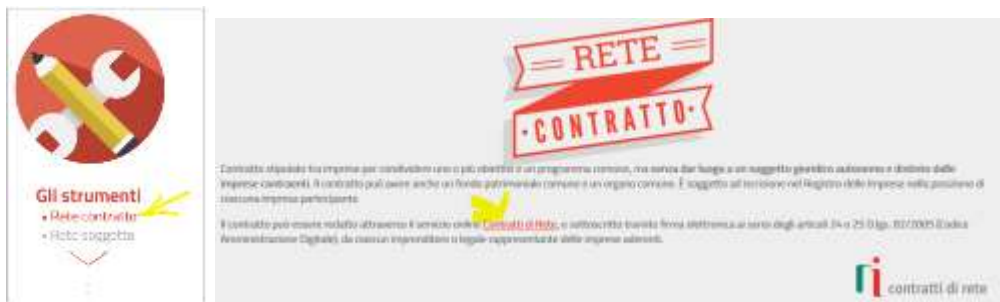 Gli strumenti
• Rete contratto
• Rete soggetto
RETE
CONTRATTO
Contratto stipulato tra imprese per condividere uno o più obiettivi e un programma comune, ma senza dar luogo a un soggetto giuridico autonomo e distinto dalle
imprese contraenti. Il contratto può avere anche un fondo patrimoniale comune e un organo comune. È soggetto ad iscrizione nel Registro delle Imprese nella posizione di
ciascuna impresa partecipante.
Il contratto può essere redatto attraverso il servizio online Contratti di Rete, e sottoscritto tramite firma elettronica ai sensi degli articoli 24 o 25 D.lgs. 82/2005 (Codice
Amministrazione Digitale), da ciascun imprenditore o legale rappresentante delle imprese aderenti.
ri contratti di rete